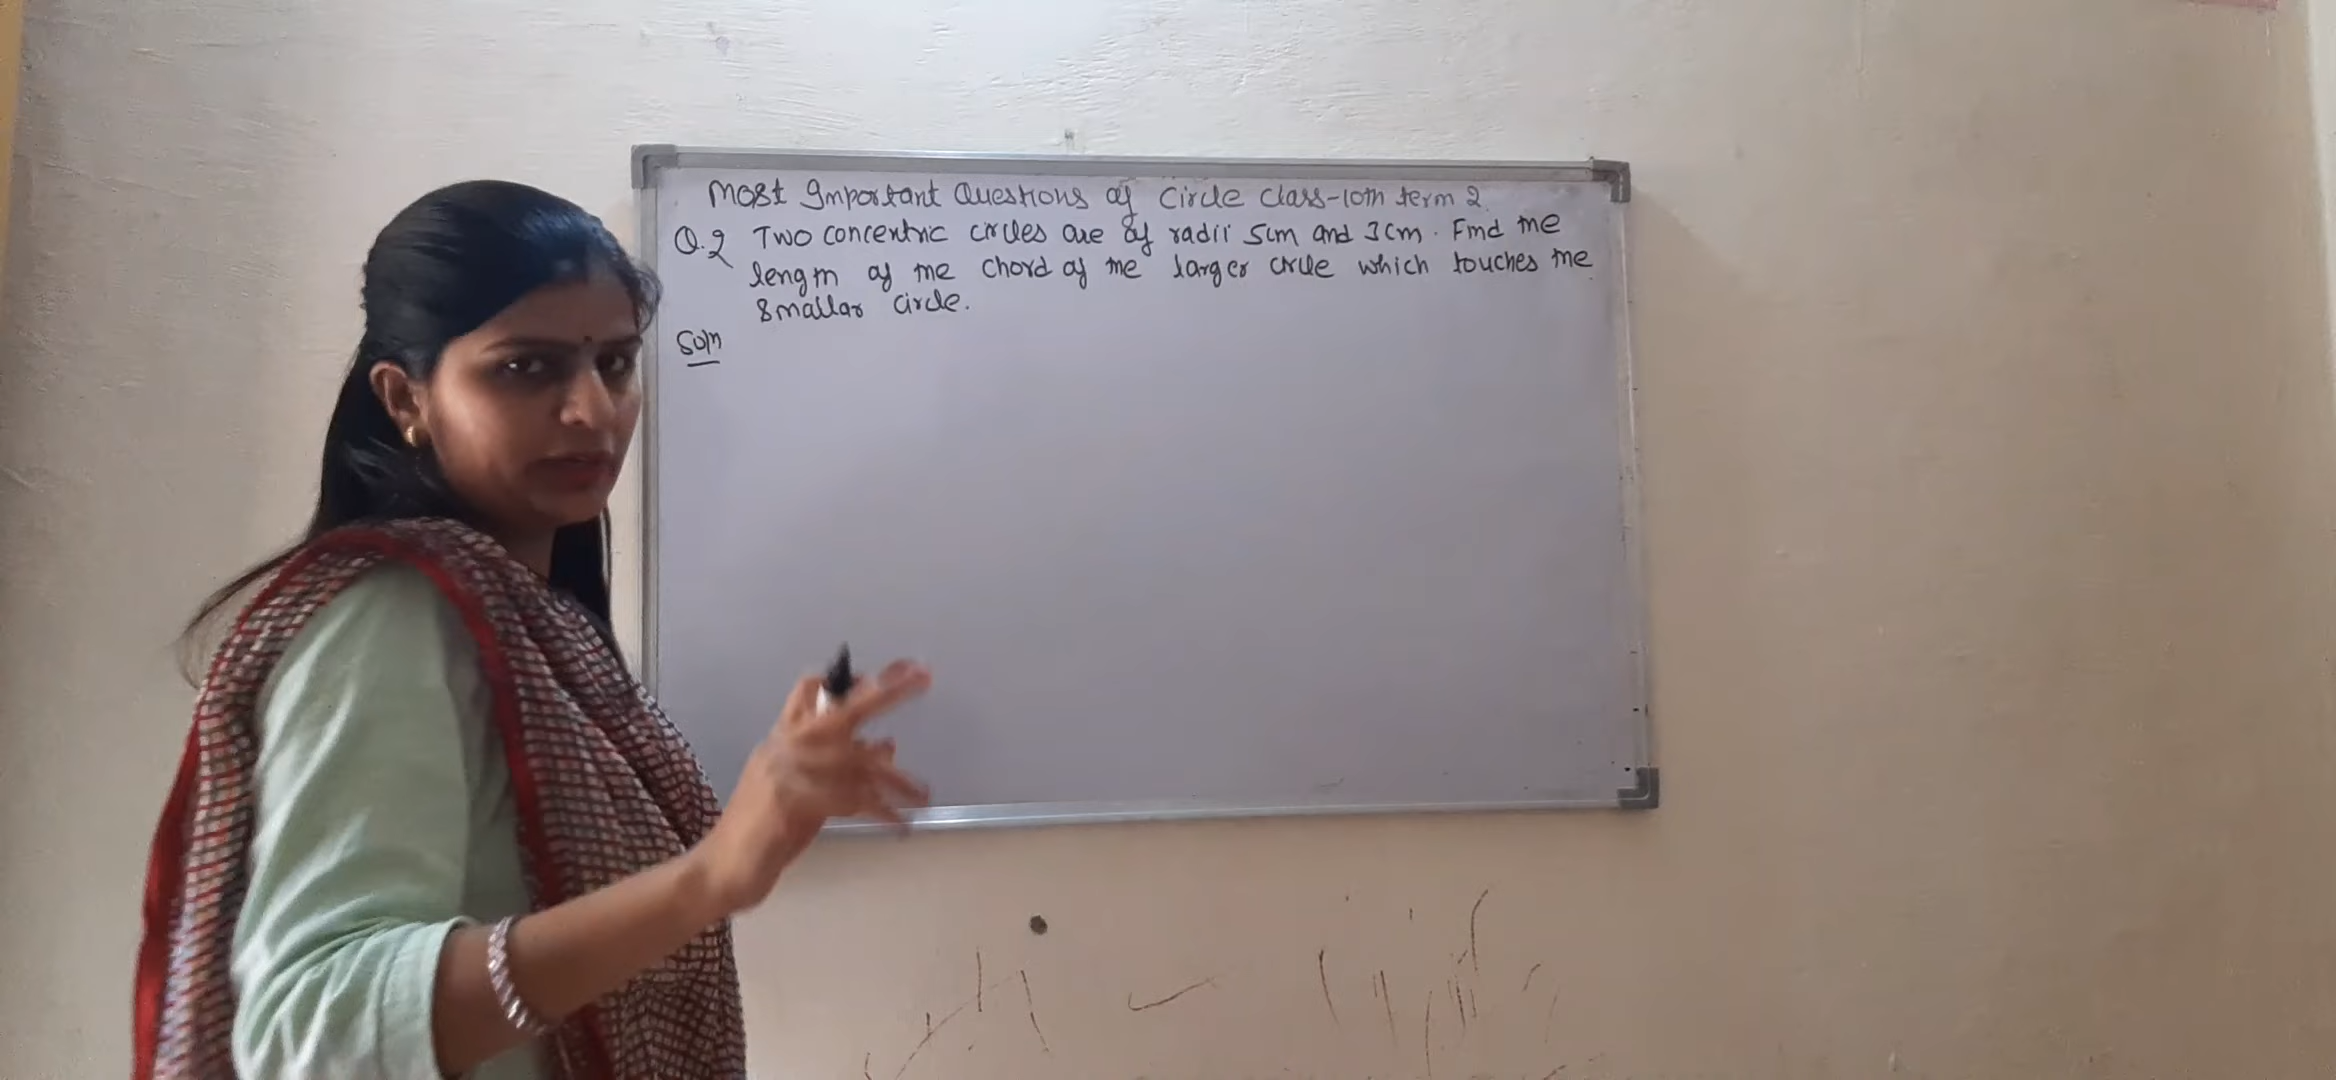 Most Important Questions of Circle Class-10th term 2
Q.2 Two concentric circles are of radii 5cm and 3cm. Find the
length of the chord of the larger circle which touches the
smallar circle.
Soln